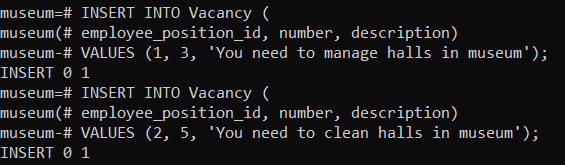 museum=# INSERT INTO Vacancy (
museum(# employee_position_id, number, description)
museum-# VALUES (1, 3, 'You need to manage halls in museum');
INSERT 0 1
museum=# INSERT INTO Vacancy (
museum(# employee_position_id, number, description)
museum-# VALUES (2, 5, 'You need to clean halls in museum');
INSERT 0 1